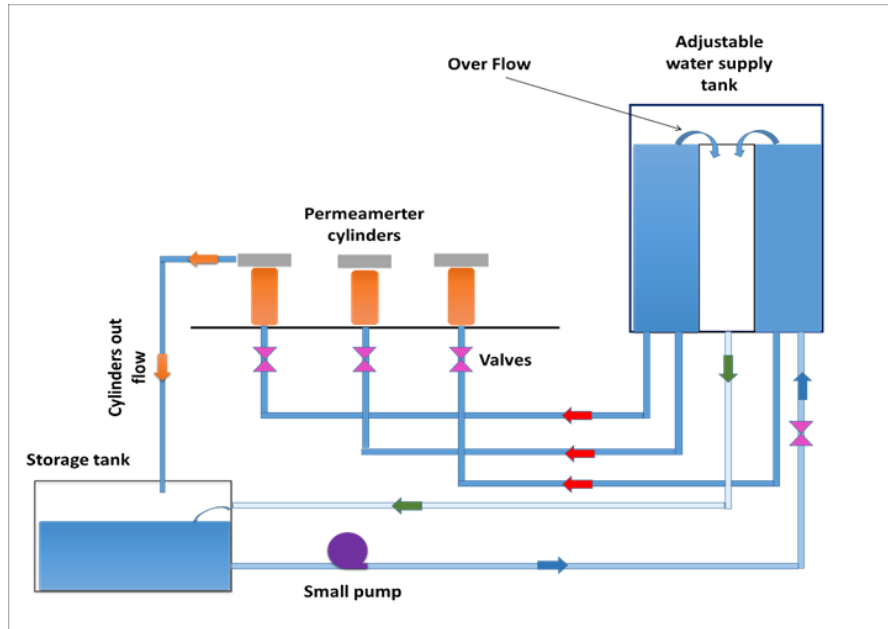 Adjustable
water supply
tank
Over Flow
Permeamerter
cylinders
Valves
Cylinders out
flow
Storage tank
Small pump